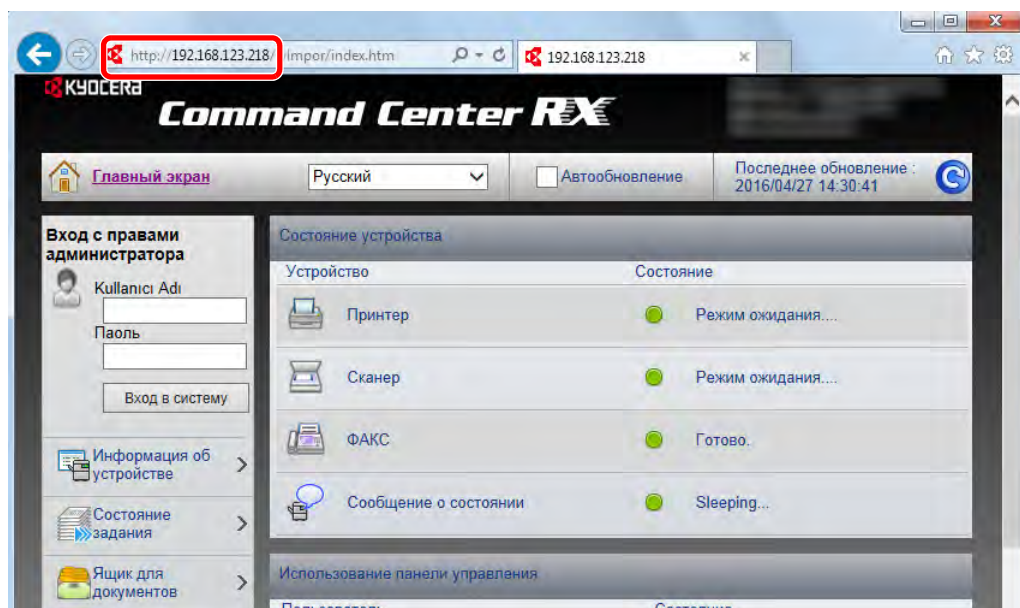 http://192.168.123.218/
impor/index.htm
192.168.123.218
KYOCERA
Command Center RX
Главный экран
Русский
Автообновление
Последнее обновление :
2016/04/27 14:30:41
Вход с правами
администратора
Kullanıcı Adı
Паоль
Вход в систему
Информация об
устройстве
Состояние
задания
Ящик для
документов
Состояние устройства
Устройство Состояние
Принтер Режим ожидания....
Сканер Режим ожидания....
ФАКС Готово.
Сообщение о состоянии Sleeping...
Использование панели управления
Пользователь Состояние